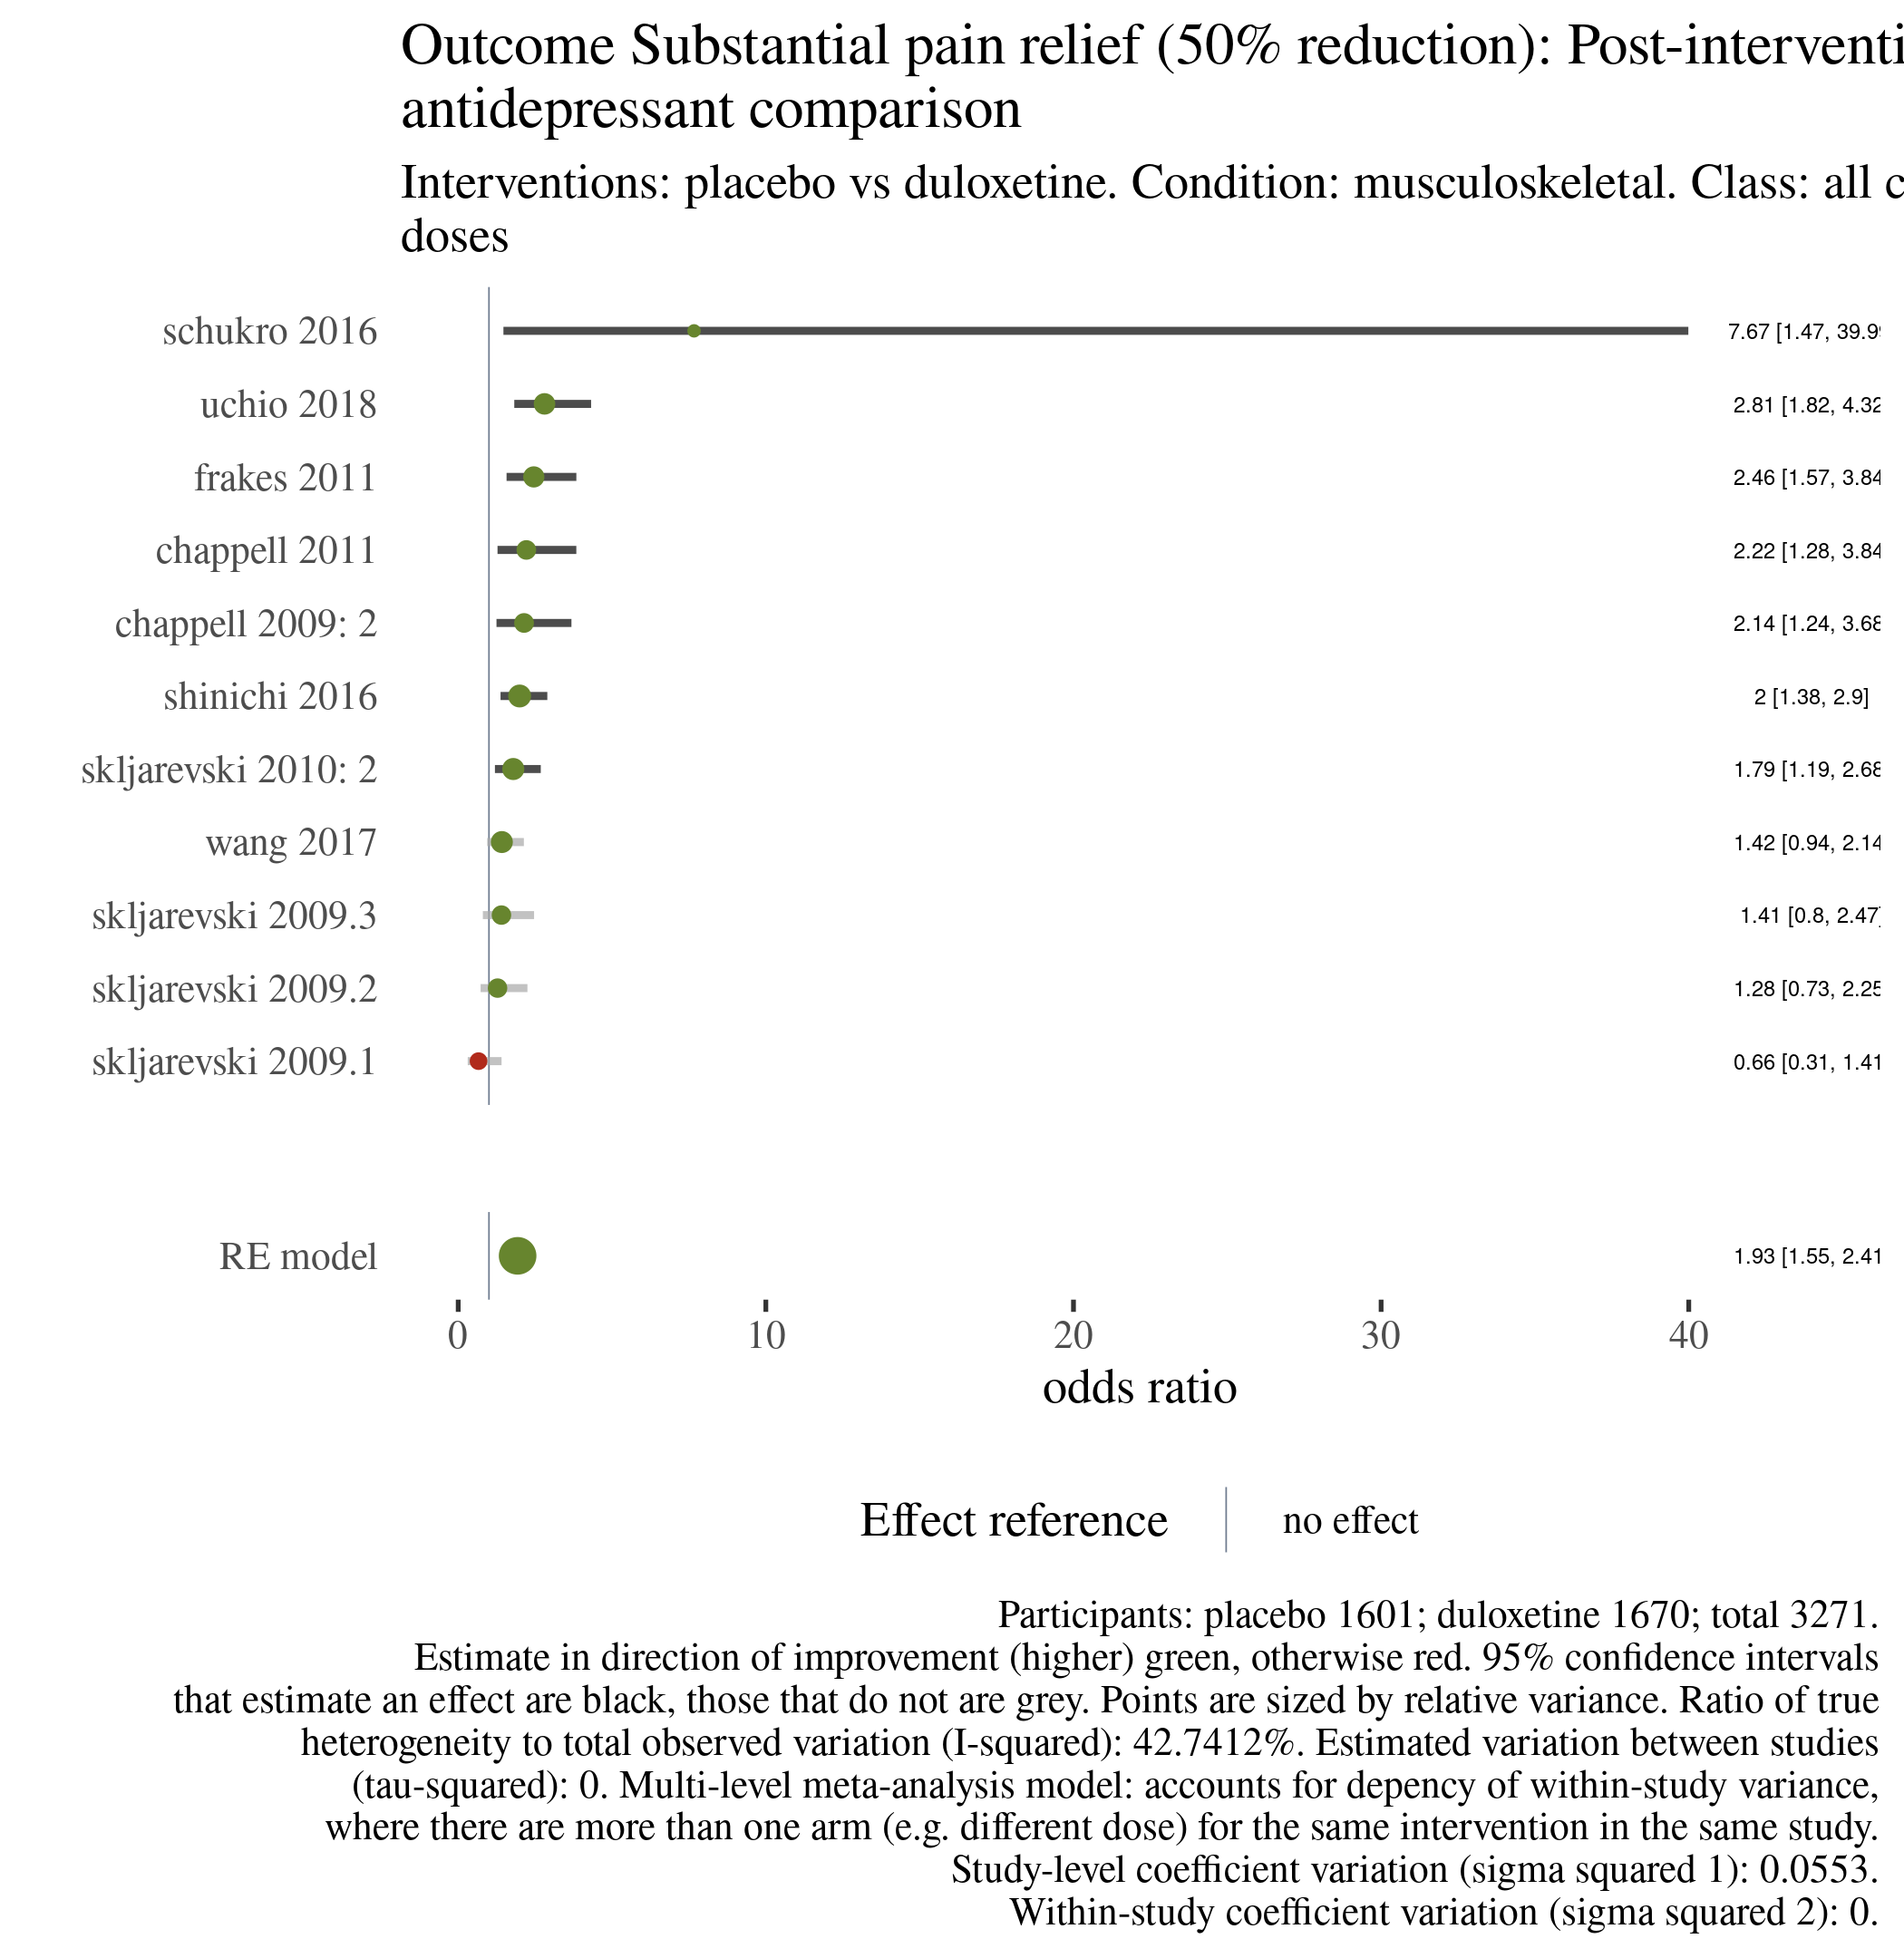 Outcome Substantial pain relief (50% reduction): Post-interventi
antidepressant comparison
Interventions: placebo vs duloxetine. Condition: musculoskeletal. Class: all c
doses
schukro 2016 7.67 [1.47, 39.9
uchio 2018 2.81 [1.82, 4.32
frakes 2011 2.46 [1.57, 3.84
chappell 2011 2.22 [1.28, 3.84
chappell 2009: 2 2.14 [1.24, 3.68
shinichi 2016 2 [1.38, 2.9]
skljarevski 2010: 2 1.79 [1.19, 2.68
wang 2017 1.42 [0.94, 2.14
skljarevski 2009.3 1.41 [0.8, 2.47]
skljarevski 2009.2 1.28 [0.73, 2.25
skljarevski 2009.1 0.66 [0.31, 1.41
RE model 1.93 [1.55, 2.41
0 10 20 30 40
odds ratio
Effect reference no effect
Participants: placebo 1601; duloxetine 1670; total 3271.
Estimate in direction of improvement (higher) green, otherwise red. 95% confidence intervals
that estimate an effect are black, those that do not are grey. Points are sized by relative variance. Ratio of true
heterogeneity to total observed variation (I-squared): 42.7412%. Estimated variation between studies
(tau-squared): 0. Multi-level meta-analysis model: accounts for depency of within-study variance,
where there are more than one arm (e.g. different dose) for the same intervention in the same study.
Study-level coefficient variation (sigma squared 1): 0.0553.
Within-study coefficient variation (sigma squared 2): 0.